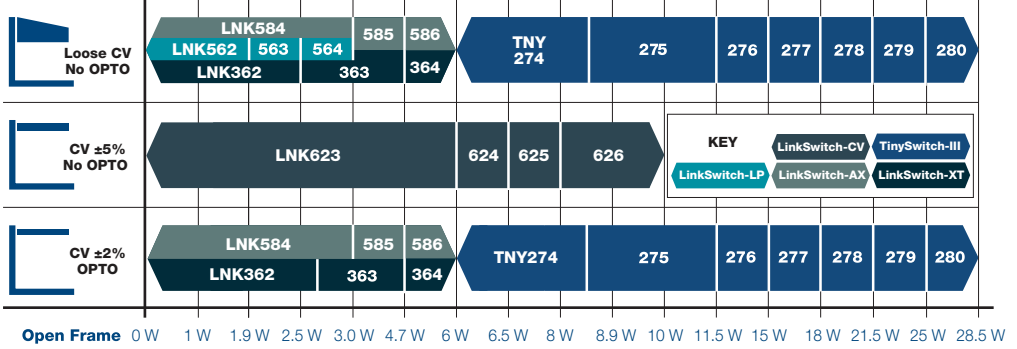 Loose CV
No OPTO
LNK584
585
586
LNK562
563
564
LNK362
363
364
TNY
274
275
276
277
278
279
280
CV ±5%
No OPTO
LNK623
624
625
626
KEY
LinkSwitch-CV
TinySwitch-III
LinkSwitch-LP
LinkSwitch-AX
LinkSwitch-XT
CV ±2%
OPTO
LNK584
585
586
LNK362
363
364
TNY274
275
276
277
278
279
280
Open Frame 0 W 1 W 1.9 W 2.5 W 3.0 W 4.7 W 6 W 6.5 W 8 W 8.9 W 10 W 11.5 W 15 W 18 W 21.5 W 25 W 28.5 W